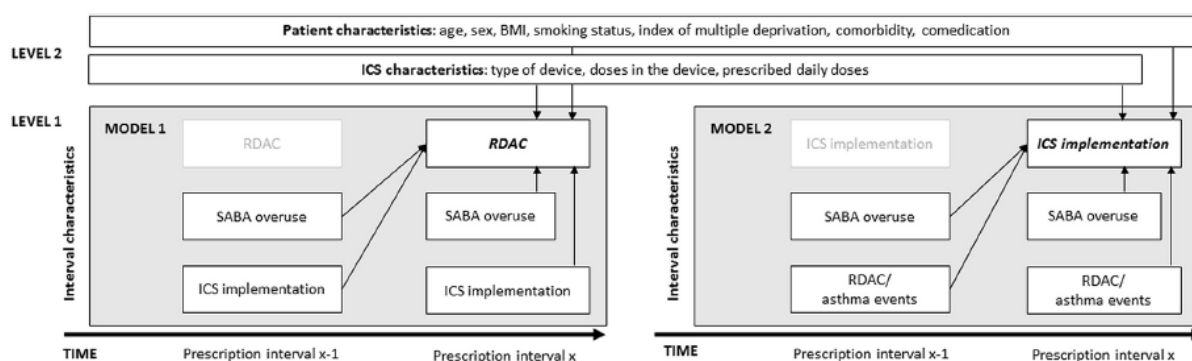 Patient characteristics: age, sex, BMI, smoking status, index of multiple deprivation, comorbidity, comedication
LEVEL 2
ICS characteristics: type of device, doses in the device, prescribed daily doses
LEVEL 1
Interval characteristics
MODEL 1
RDAC
RDAC
SABA overuse
SABA overuse
ICS implementation
ICS implementation
TIME
Prescription interval x-1
Prescription interval x
Interval characteristics
MODEL 2
ICS implementation
ICS implementation
SABA overuse
SABA overuse
RDAC/
asthma events
RDAC/
asthma events
TIME
Prescription interval x-1
Prescription interval x